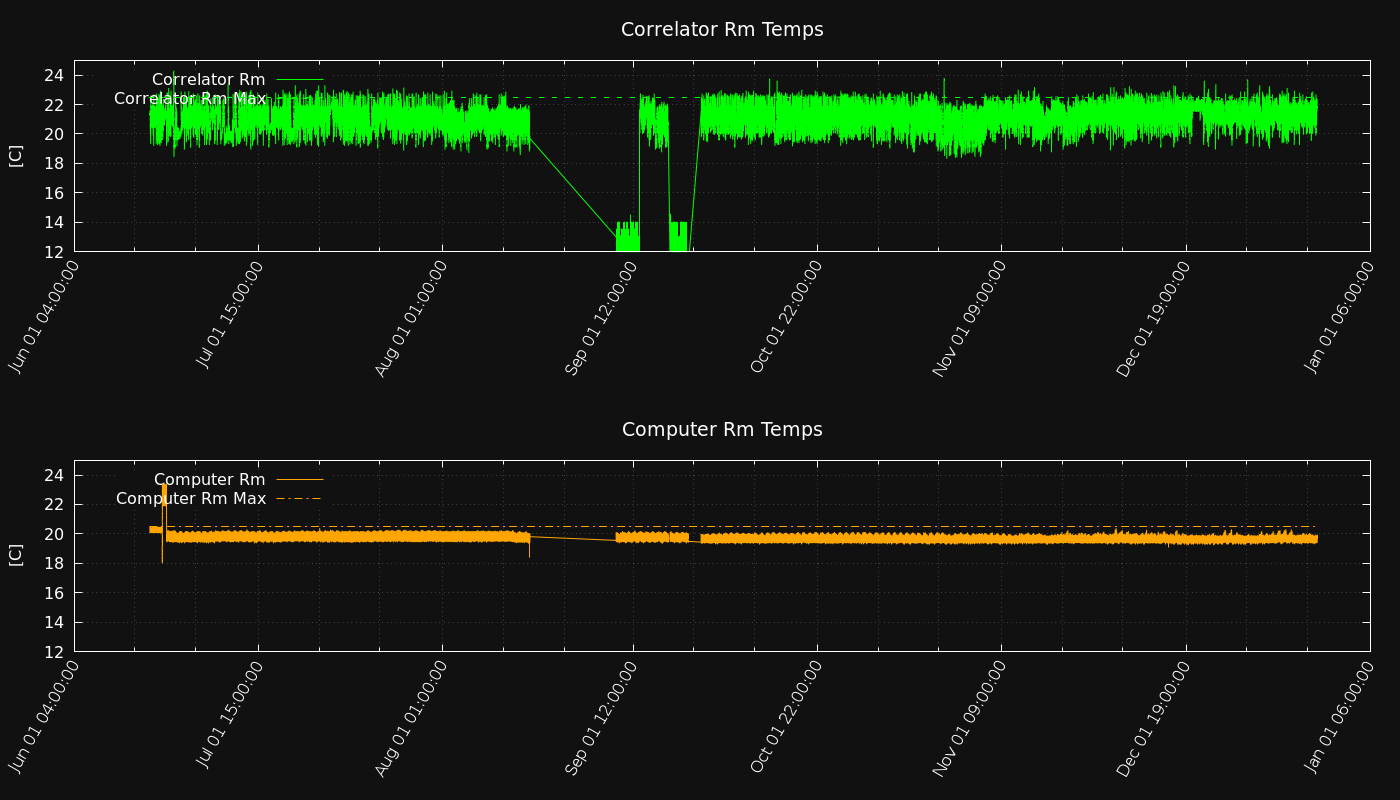 Correlator Rm Temps
Correlator Rm
Correlator Rm Max
[C]
24
22
20
18
16
14
12
Jun 01 04:00:00
Jul 01 15:00:00
Aug 01 01:00:00
Sep 01 12:00:00
Oct 01 22:00:00
Nov 01 09:00:00
Dec 01 19:00:00
Jan 01 06:00:00
Computer Rm Temps
Computer Rm
Computer Rm Max
[C]
24
22
20
18
16
14
12
Jun 01 04:00:00
Jul 01 15:00:00
Aug 01 01:00:00
Sep 01 12:00:00
Oct 01 22:00:00
Nov 01 09:00:00
Dec 01 19:00:00
Jan 01 06:00:00